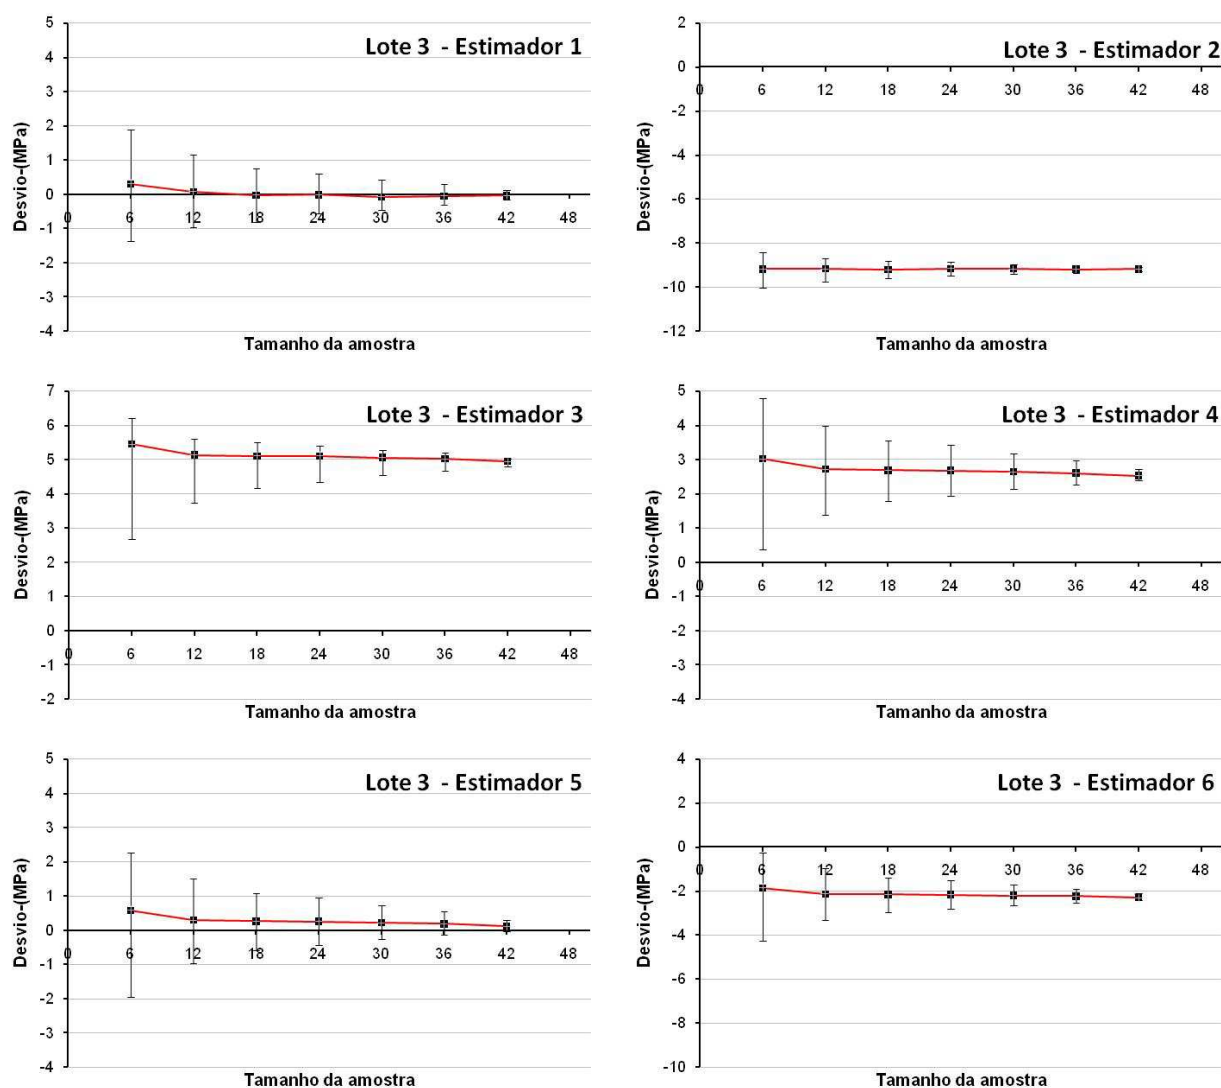 Lote 3 - Estimador 1
Desvio-(MPa)
5
4
3
2
1
0
-1
-2
-3
-4
0 6 12 18 24 30 36 42 48
Tamanho da amostra
Lote 3 - Estimador 2
Desvio-(MPa)
2
0
-2
-4
-6
-8
-10
-12
0 6 12 18 24 30 36 42 48
Tamanho da amostra
Lote 3 - Estimador 3
Desvio-(MPa)
7
6
5
4
3
2
1
0
-1
-2
0 6 12 18 24 30 36 42 48
Tamanho da amostra
Lote 3 - Estimador 4
Desvio-(MPa)
5
4
3
2
1
0
-1
-2
-3
-4
0 6 12 18 24 30 36 42 48
Tamanho da amostra
Lote 3 - Estimador 5
Desvio-(MPa)
5
4
3
2
1
0
-1
-2
-3
-4
0 6 12 18 24 30 36 42 48
Tamanho da amostra
Lote 3 - Estimador 6
Desvio-(MPa)
4
2
0
-2
-4
-6
-8
-10
0 6 12 18 24 30 36 42 48
Tamanho da amostra